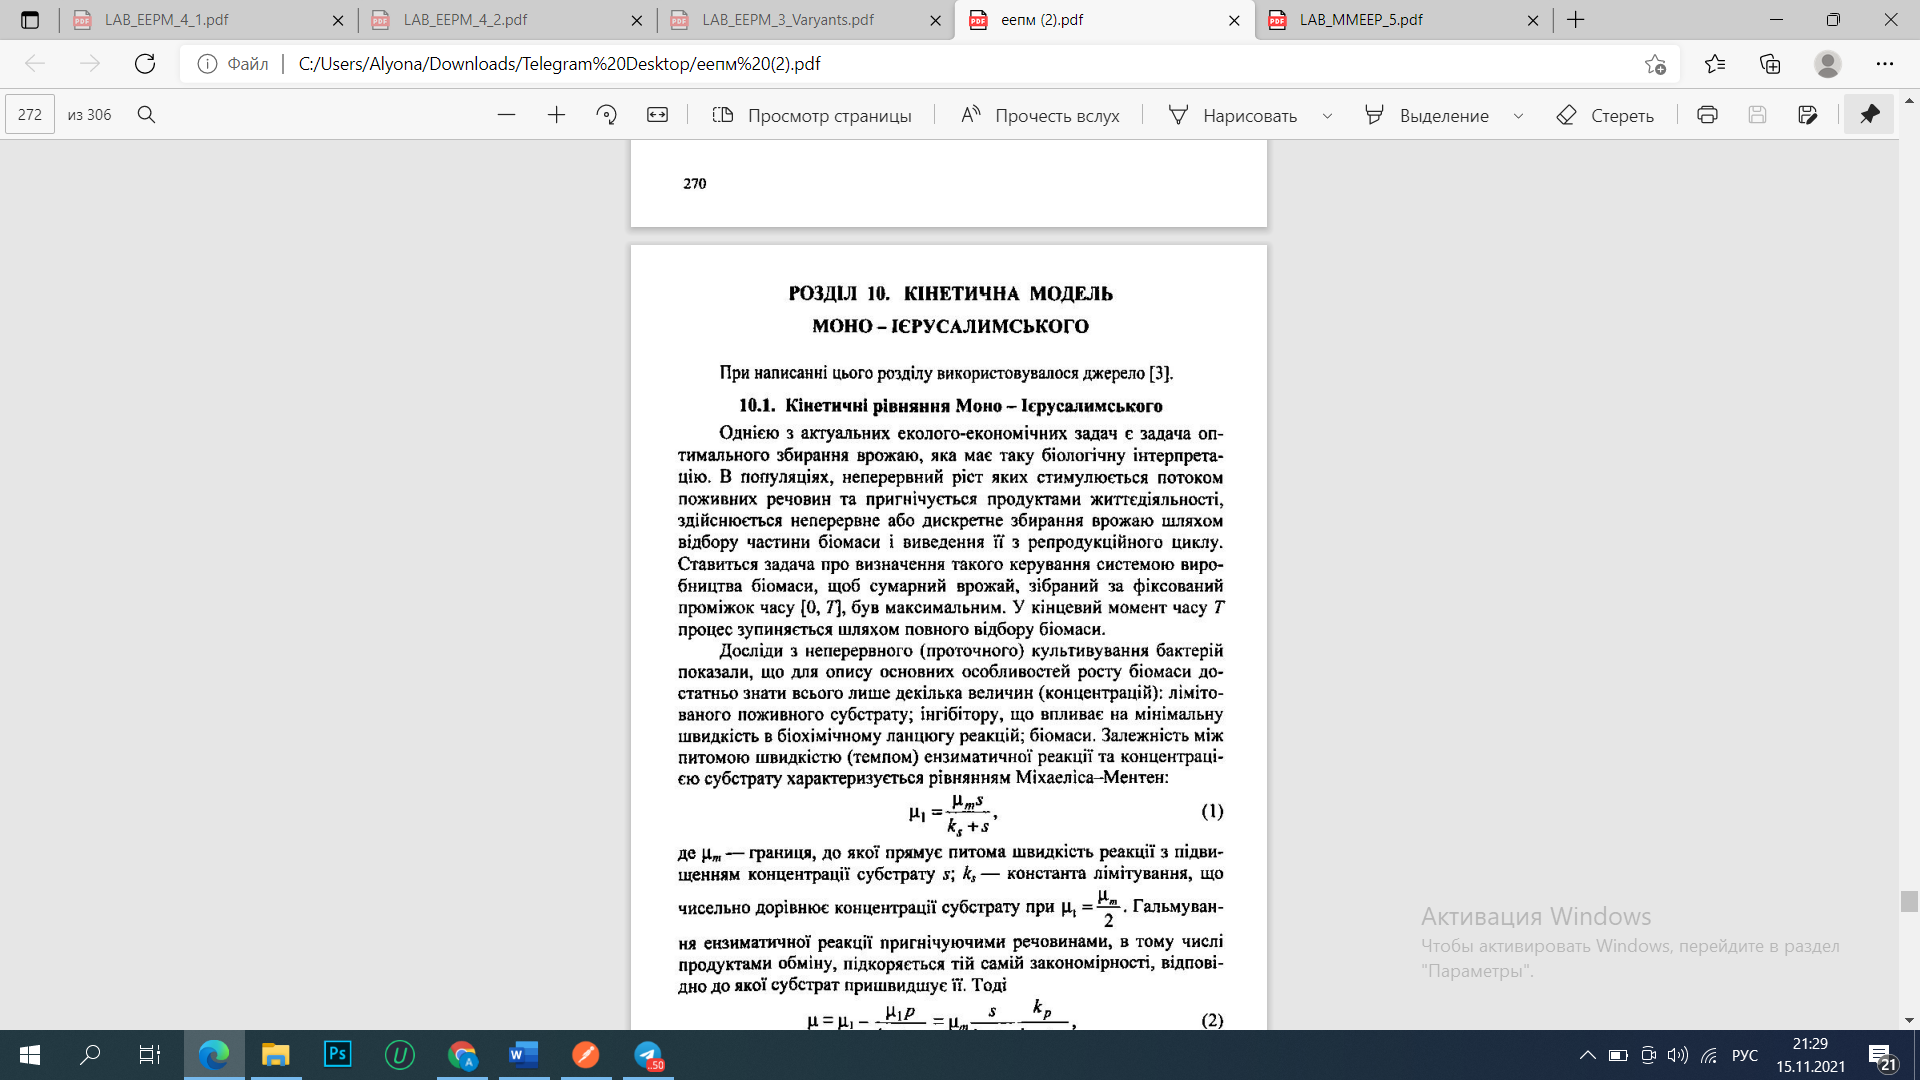 LAB_EEPM_4_1.pdf
LAB_EEPM_4_2.pdf
LAB_EEPM_3_Varyants.pdf
еепм (2).pdf
LAB_MMEEP_5.pdf
Файл
C:/Users/Alyona/Downloads/Telegram%20Desktop/еепм%20(2).pdf
272 из 306
Просмотр страницы
Прочесть вслух
Нарисовать
Выделение
Стереть
270
РОЗДІЛ 10. КІНЕТИЧНА МОДЕЛЬ
МОНО – ІЄРУСАЛИМСЬКОГО
При написанні цього розділу використовувалося джерело [3].
10.1. Кінетичні рівняння Моно – Ієрусалимського
Однією з актуальних еколого-економічних задач є задача оп-
тимального збирання врожаю, яка має таку біологічну інтерпрета-
цію. В популяціях, неперервний ріст яких стимулюється потоком
поживних речовин та пригнічується продуктами життєдіяльності,
здійснюється неперервне або дискретне збирання врожаю шляхом
відбору частини біомаси і виведення її з репродукційного циклу.
Ставиться задача про визначення такого керування системою виро-
бництва біомаси, щоб сумарний врожай, зібраний за фіксований
проміжок часу [0, T], був максимальним. У кінцевий момент часу T
процес зупиняється шляхом повного відбору біомаси.
Досліди з неперервного (проточного) культивування бактерій
показали, що для опису основних особливостей росту біомаси до-
статньо знати всього лише декілька величин (концентрацій): ліміто-
ваного поживного субстрату; інгібітору, що впливає на мінімальну
швидкість в біохімічному ланцюгу реакцій; біомаси. Залежність між
питомою швидкістю (темпом) ензиматичної реакції та концентраці-
єю субстрату характеризується рівнянням Міхаеліса–Ментен:
μ₁ = μₘs / (kₛ + s), (1)
де μₘ — границя, до якої прямує питома швидкість реакції з підви-
щенням концентрації субстрату s; kₛ — константа лімітування, що
чисельно дорівнює концентрації субстрату при μ₁ = μₘ/2. Гальмуван-
ня ензиматичної реакції пригнічуючими речовинами, в тому числі
продуктами обміну, підкоряється тій самій закономірності, відпові-
дно до якої субстрат пришвидшує її. Тоді
μ = μ₁ – μ₁p = μₘ s kₚ, (2)
Активация Windows
Чтобы активировать Windows, перейдите в раздел
"Параметры".
Ps
U
A
W
50
РУС
21:29
15.11.2021
21